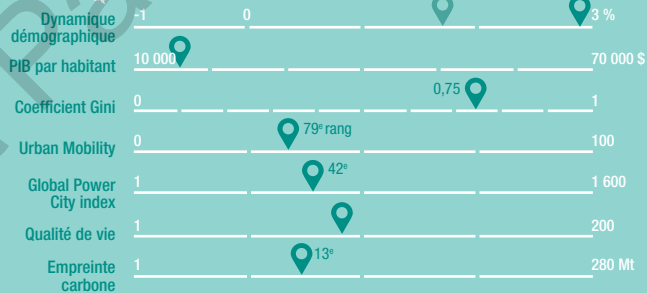 Dynamique
démographique
-1 0 3 %
PIB par habitant
10 000 70 000 $
Coefficient Gini
0 0,75 1
Urban Mobility
0 79e rang 100
Global Power
City index
1 42e 1 600
Qualité de vie
1 200
Empreinte
carbone
1 13e 280 Mt